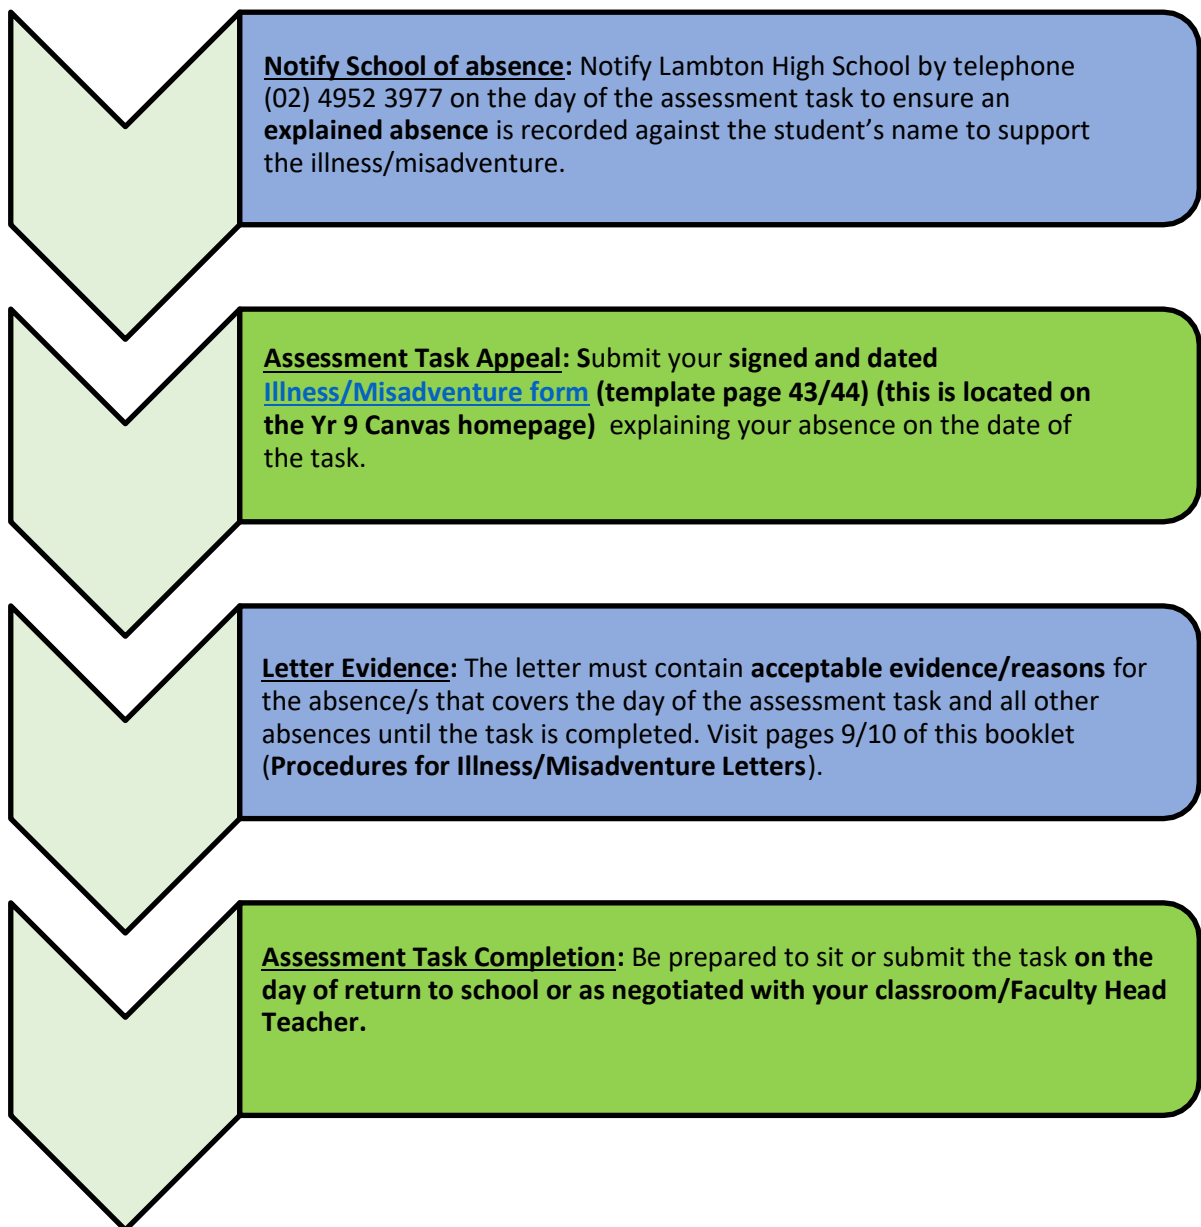 Notify School of absence: Notify Lambton High School by telephone
(02) 4952 3977 on the day of the assessment task to ensure an
explained absence is recorded against the student’s name to support
the illness/misadventure.
Assessment Task Appeal: Submit your signed and dated
Illness/Misadventure form (template page 43/44) (this is located on
the Yr 9 Canvas homepage) explaining your absence on the date of
the task.
Letter Evidence: The letter must contain acceptable evidence/reasons for
the absence/s that covers the day of the assessment task and all other
absences until the task is completed. Visit pages 9/10 of this booklet
(Procedures for Illness/Misadventure Letters).
Assessment Task Completion: Be prepared to sit or submit the task on the
day of return to school or as negotiated with your classroom/Faculty Head
Teacher.